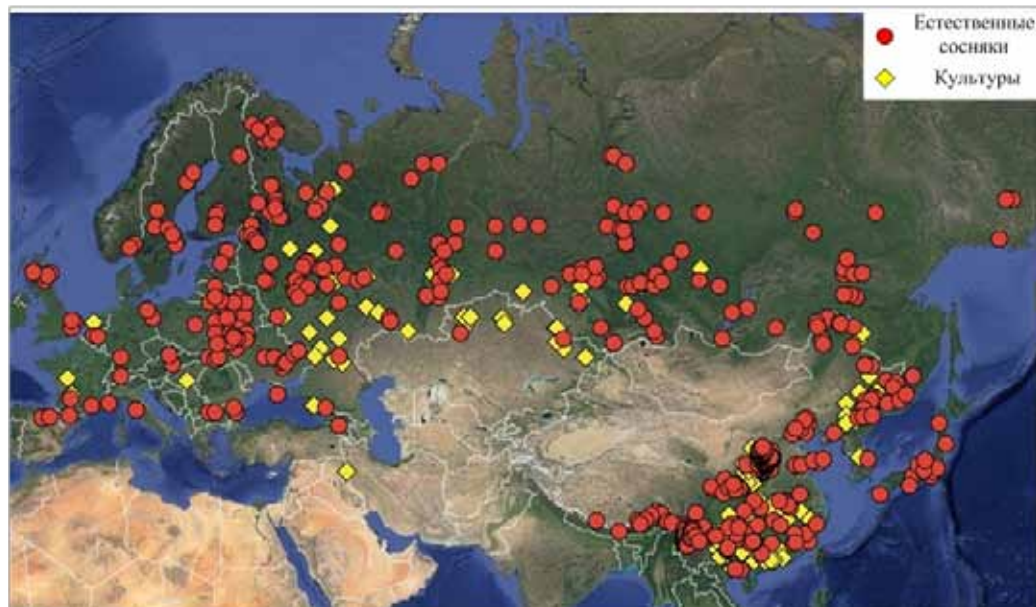 Естественные
сосняки
Культуры